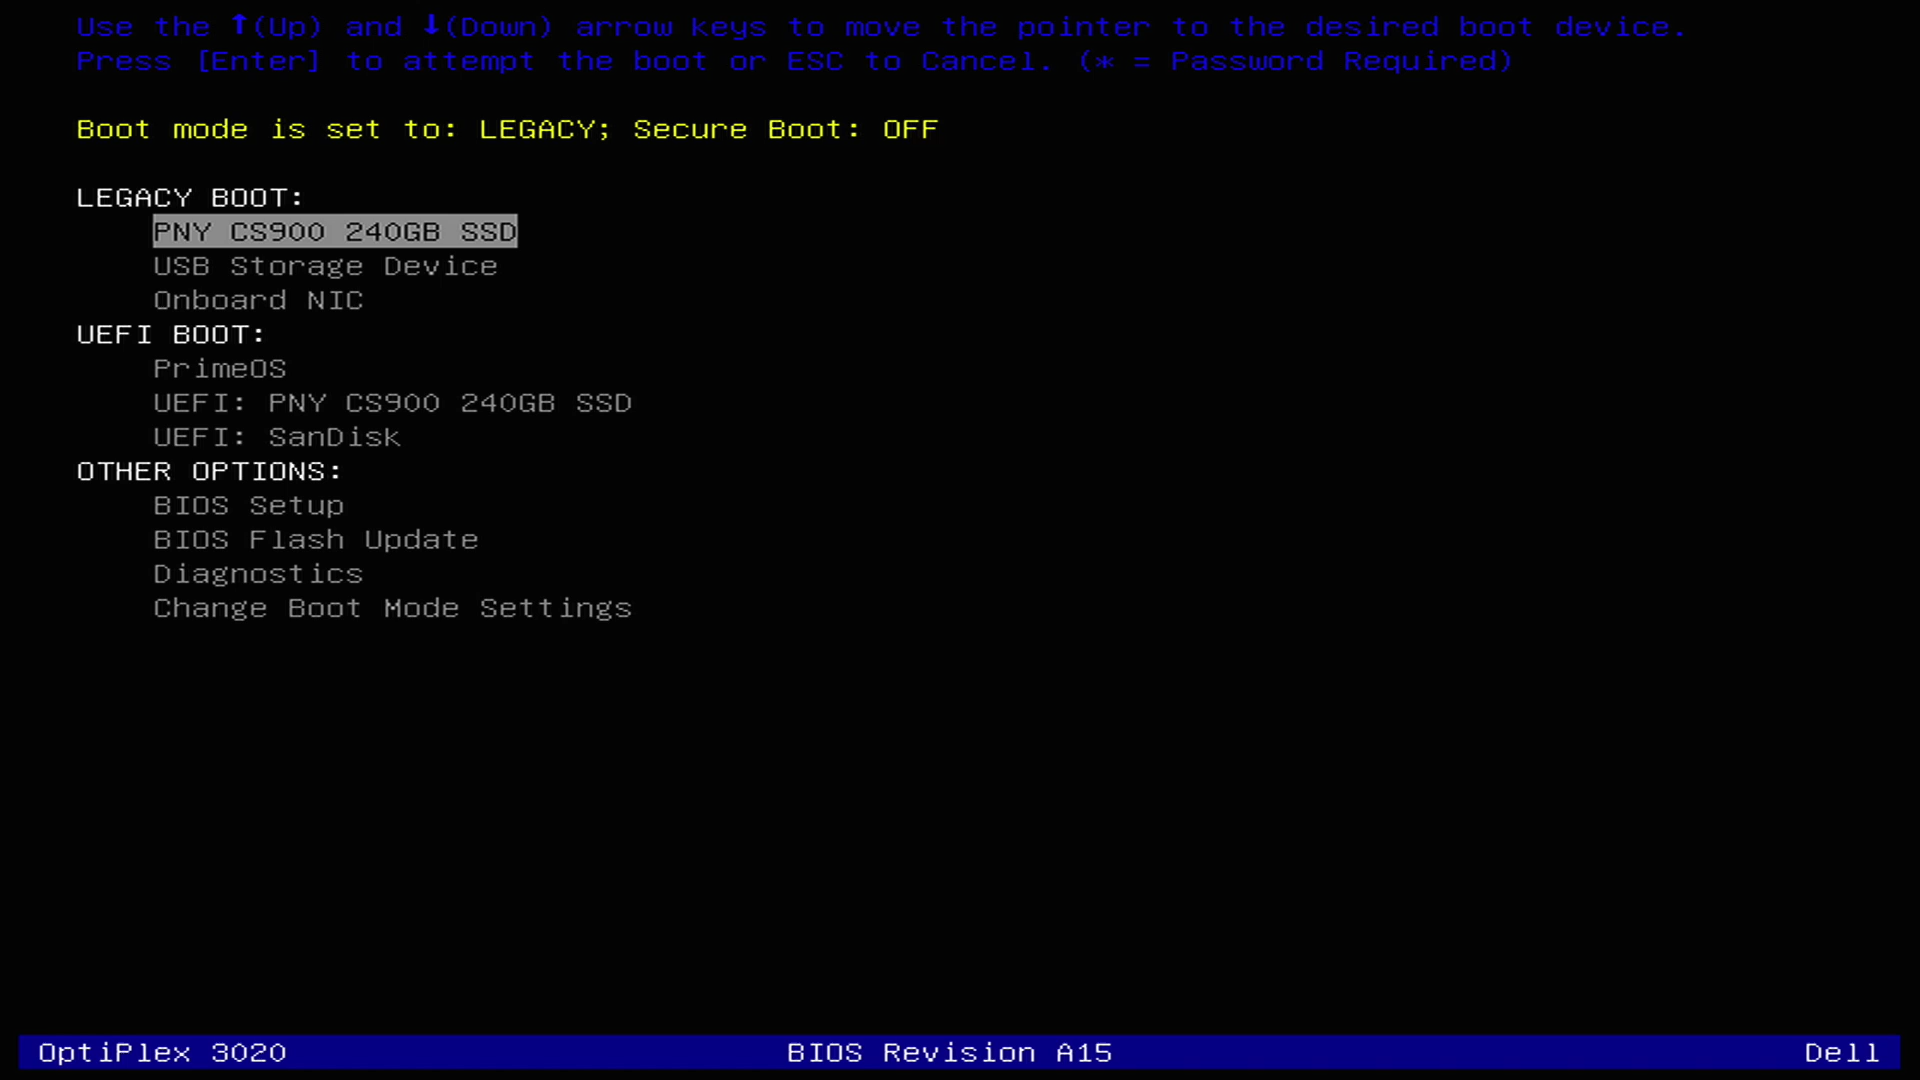 Use the ↑(Up) and ↓(Down) arrow keys to move the pointer to the desired boot device.
Press [Enter] to attempt the boot or ESC to Cancel. (* = Password Required)
Boot mode is set to: LEGACY; Secure Boot: OFF
LEGACY BOOT:
PNY CS900 240GB SSD
USB Storage Device
Onboard NIC
UEFI BOOT:
PrimeOS
UEFI: PNY CS900 240GB SSD
UEFI: SanDisk
OTHER OPTIONS:
BIOS Setup
BIOS Flash Update
Diagnostics
Change Boot Mode Settings
OptiPlex 3020 BIOS Revision A15 Dell